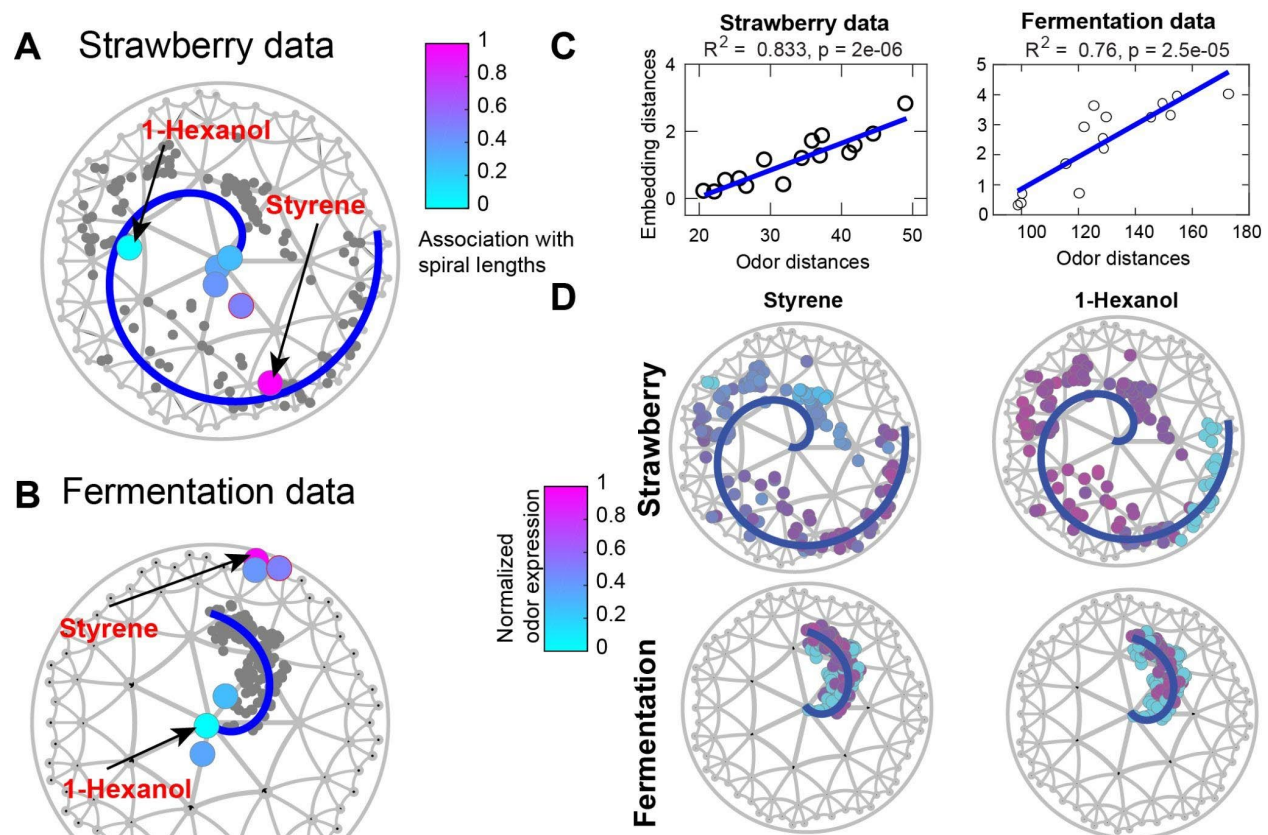 A
Strawberry data
1-Hexanol
Styrene
1
0.8
0.6
0.4
0.2
0
Association with
spiral lengths
B
Fermentation data
Styrene
1-Hexanol
1
0.8
0.6
0.4
0.2
0
Normalized
odor expression
C
Strawberry data
R² = 0.833, p = 2e-06
Embedding distances
4
2
0
20
30
40
50
Odor distances
Fermentation data
R² = 0.76, p = 2.5e-05
5
4
3
2
1
0
100
120
140
160
180
Odor distances
D
Styrene
1-Hexanol
Strawberry
Fermentation